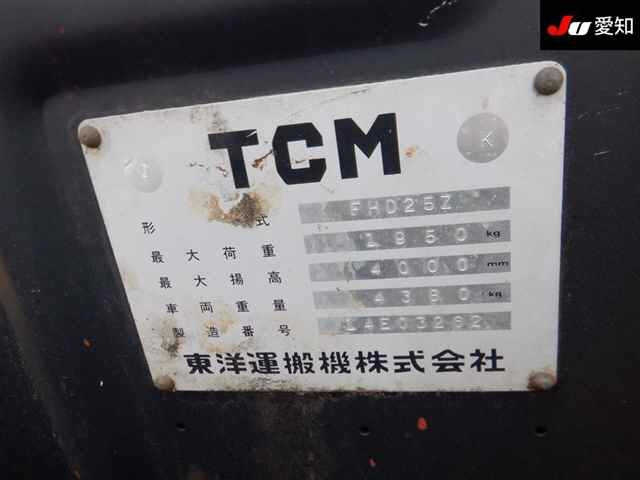 Ju 愛知
TCM
K
形式 FHD25Z
最大荷重 1950 kg
最大揚高 4000 mm
車両重量 4380 kg
製造番号 14E03282
東洋運搬機株式会社